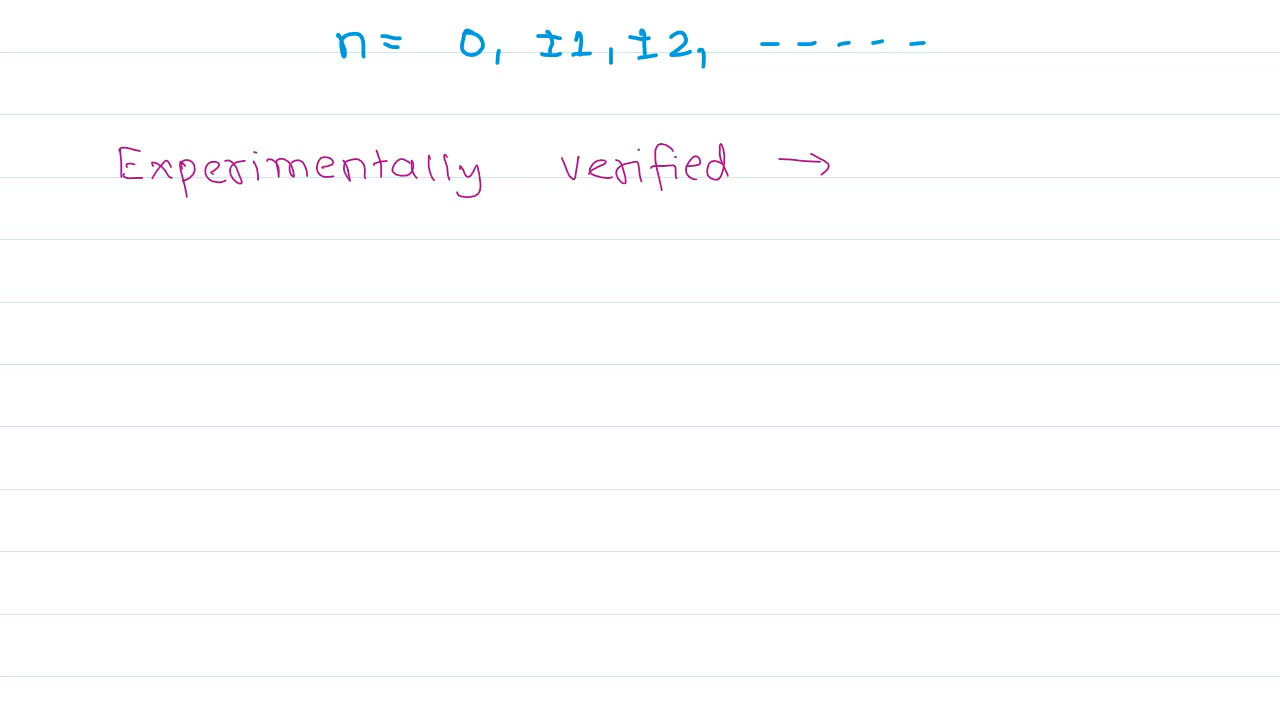 n = 0, ±1, ±2, -----
Experimentally verified →